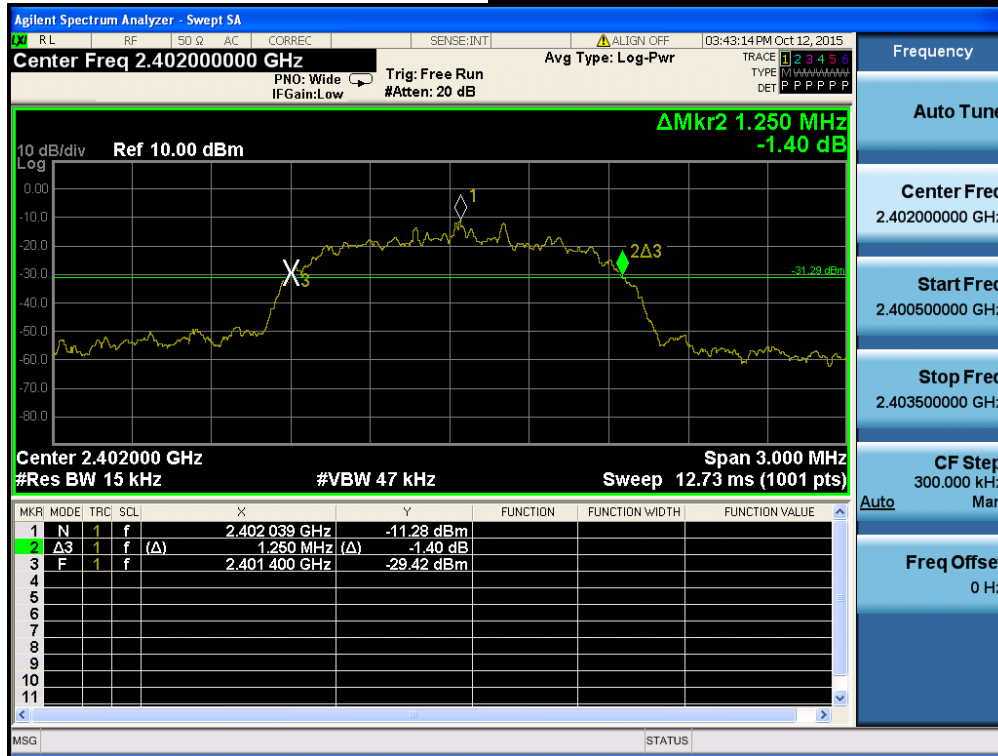 Agilent Spectrum Analyzer - Swept SA
LXI RL RF 50 Ω AC CORREC SENSE:INT ALIGN OFF 03:43:14 PM Oct 12, 2015
Center Freq 2.402000000 GHz
PNO: Wide
IFGain:Low
Trig: Free Run
#Atten: 20 dB
Avg Type: Log-Pwr
TRACE 1 2 3 4 5 6
TYPE M
DET P P P P P P
ΔMkr2 1.250 MHz
-1.40 dB
10 dB/div Ref 10.00 dBm
Log
0.00
-10.0
-20.0
-30.0
-40.0
-50.0
-60.0
-70.0
-80.0
1
2Δ3
3
-31.29 dBm
Center 2.402000 GHz Span 3.000 MHz
#Res BW 15 kHz #VBW 47 kHz Sweep 12.73 ms (1001 pts)
MKR MODE TRC SCL X Y FUNCTION FUNCTION WIDTH FUNCTION VALUE
1 N 1 f 2.402 039 GHz -11.28 dBm
2 Δ3 1 f (Δ) 1.250 MHz (Δ) -1.40 dB
3 F 1 f 2.401 400 GHz -29.42 dBm
4
5
6
7
8
9
10
11
MSG STATUS
Frequency
Auto Tune
Center Freq
2.402000000 GHz
Start Freq
2.400500000 GHz
Stop Freq
2.403500000 GHz
CF Step
300.000 kHz
Auto Man
Freq Offset
0 Hz